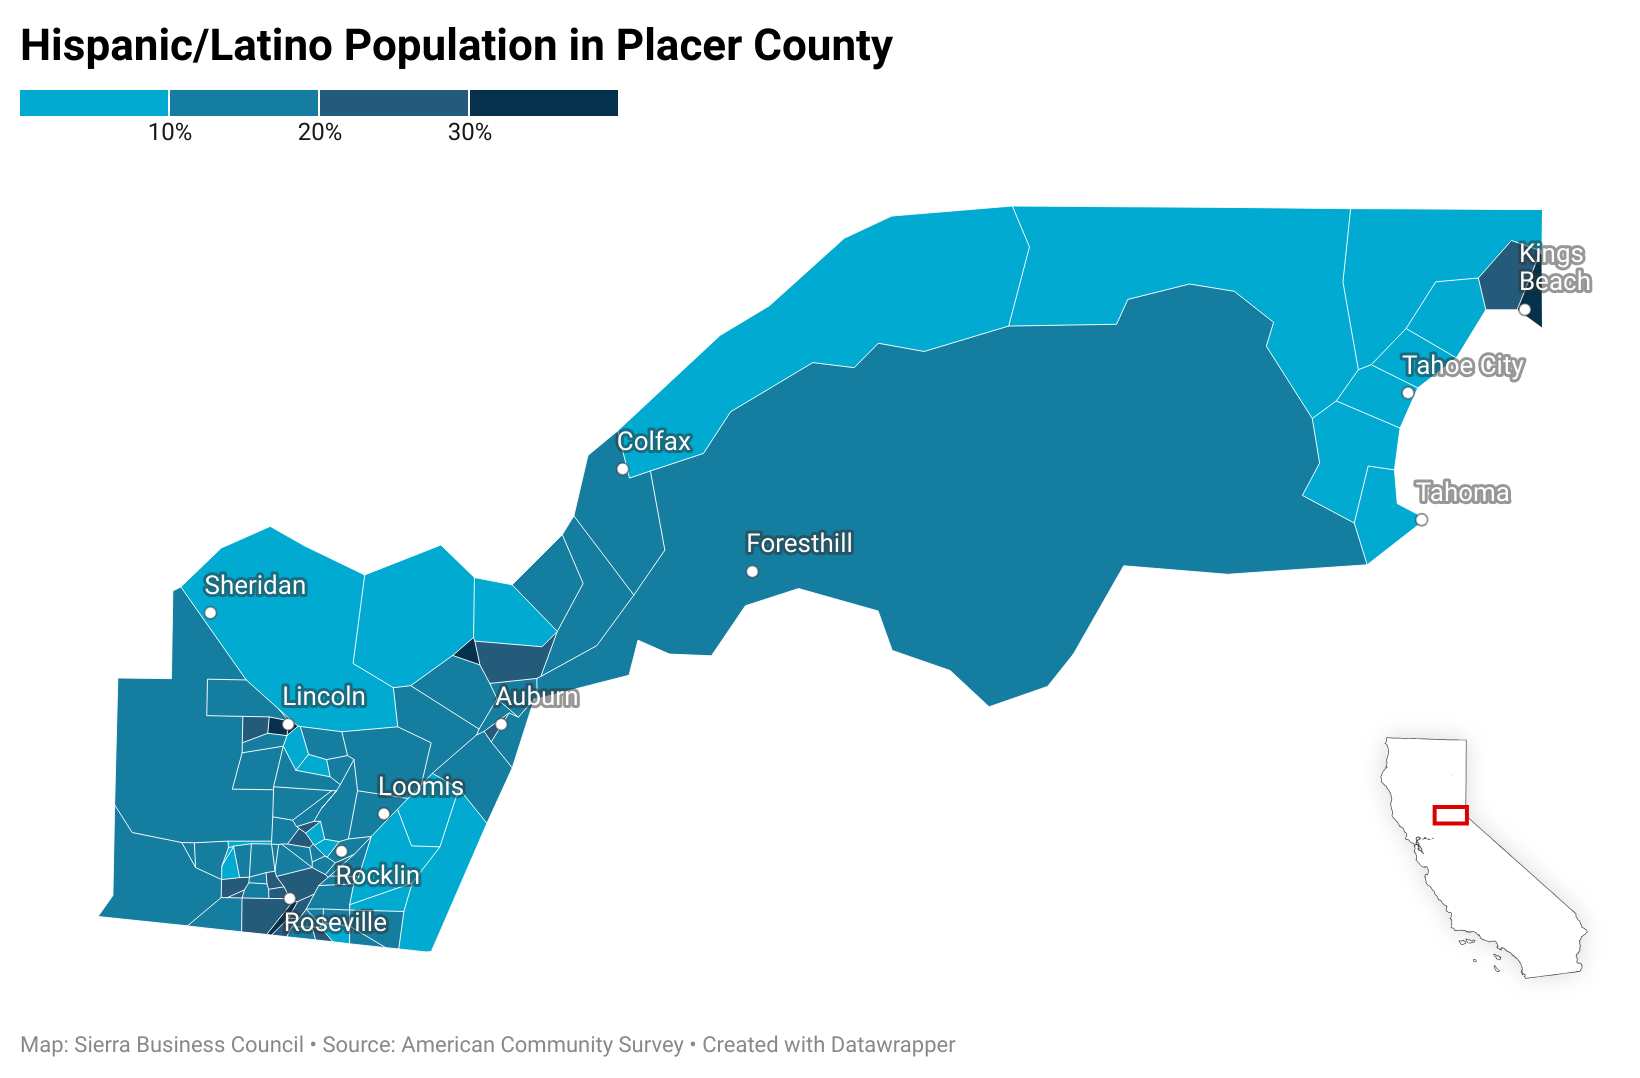 Hispanic/Latino Population in Placer County
10%
20%
30%
Kings
Beach
Tahoe City
Colfax
Tahoma
Foresthill
Sheridan
Lincoln
Auburn
Loomis
Rocklin
Roseville
Map: Sierra Business Council • Source: American Community Survey • Created with Datawrapper